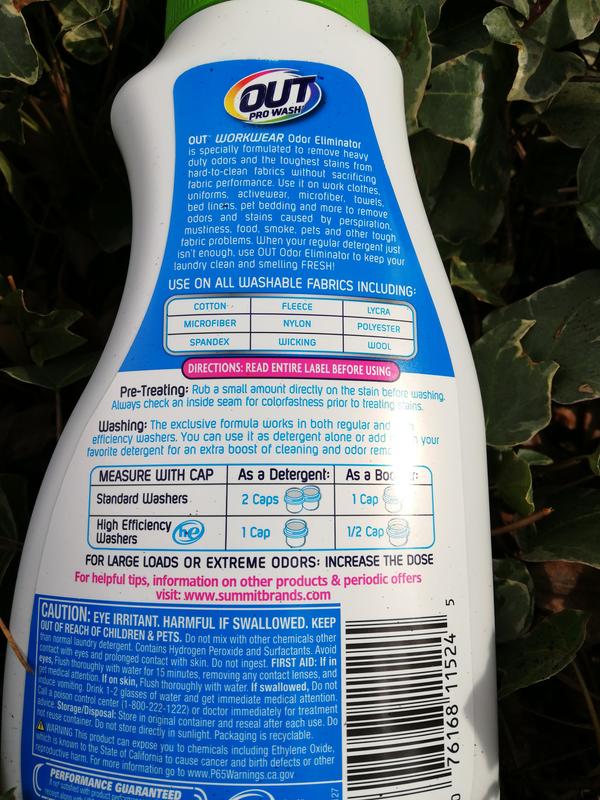 OUT
PRO WASH
OUT™ WORKWEAR Odor Eliminator
is specially formulated to remove heavy
duty odors and the toughest stains from
hard-to-clean fabrics without sacrificing
fabric performance. Use it on work clothes,
uniforms, activewear, microfiber, towels,
bed linens, pet bedding and more to remove
odors and stains caused by perspiration,
mustiness, food, smoke, pets and other tough
fabric problems. When your regular detergent just
isn't enough, use OUT Odor Eliminator to keep your
laundry clean and smelling FRESH!
USE ON ALL WASHABLE FABRICS INCLUDING:
COTTON FLEECE LYCRA
MICROFIBER NYLON POLYESTER
SPANDEX WICKING WOOL
DIRECTIONS: READ ENTIRE LABEL BEFORE USING
Pre-Treating: Rub a small amount directly on the stain before washing.
Always check an inside seam for colorfastness prior to treating stains.
Washing: The exclusive formula works in both regular and
efficiency washers. You can use it as detergent alone or add your
favorite detergent for an extra boost of cleaning and odor
MEASURE WITH CAP As a Detergent: As a Booster:
Standard Washers 2 Caps 1 Cap
High Efficiency he 1 Cap 1/2 Cap
Washers
FOR LARGE LOADS OR EXTREME ODORS: INCREASE THE DOSE
For helpful tips, information on other products & periodic offers
visit: www.summitbrands.com
CAUTION: EYE IRRITANT. HARMFUL IF SWALLOWED. KEEP
OUT OF REACH OF CHILDREN & PETS. Do not mix with other chemicals other
than normal laundry detergent. Contains Hydrogen Peroxide and Surfactants. Avoid
contact with eyes and prolonged contact with skin. Do not ingest. FIRST AID: If in
eyes, Flush thoroughly with water for 15 minutes, removing any contact lenses, and
get medical attention. If on skin, Flush thoroughly with water. If swallowed, Do not
induce vomiting. Drink 1-2 glasses of water and get immediate medical attention.
Call a poison control center (1-800-222-1222) or doctor immediately for treatment
advice. Storage/Disposal: Store in original container and reseal after each use. Do
not reuse container. Do not store directly in sunlight. Packaging is recyclable.
WARNING This product can expose you to chemicals including Ethylene Oxide,
which is known to the State of California to cause cancer and birth defects or other
reproductive harm. For more information go to www.P65Warnings.ca.gov
PERFORMANCE GUARANTEED
0 76168 11524 5